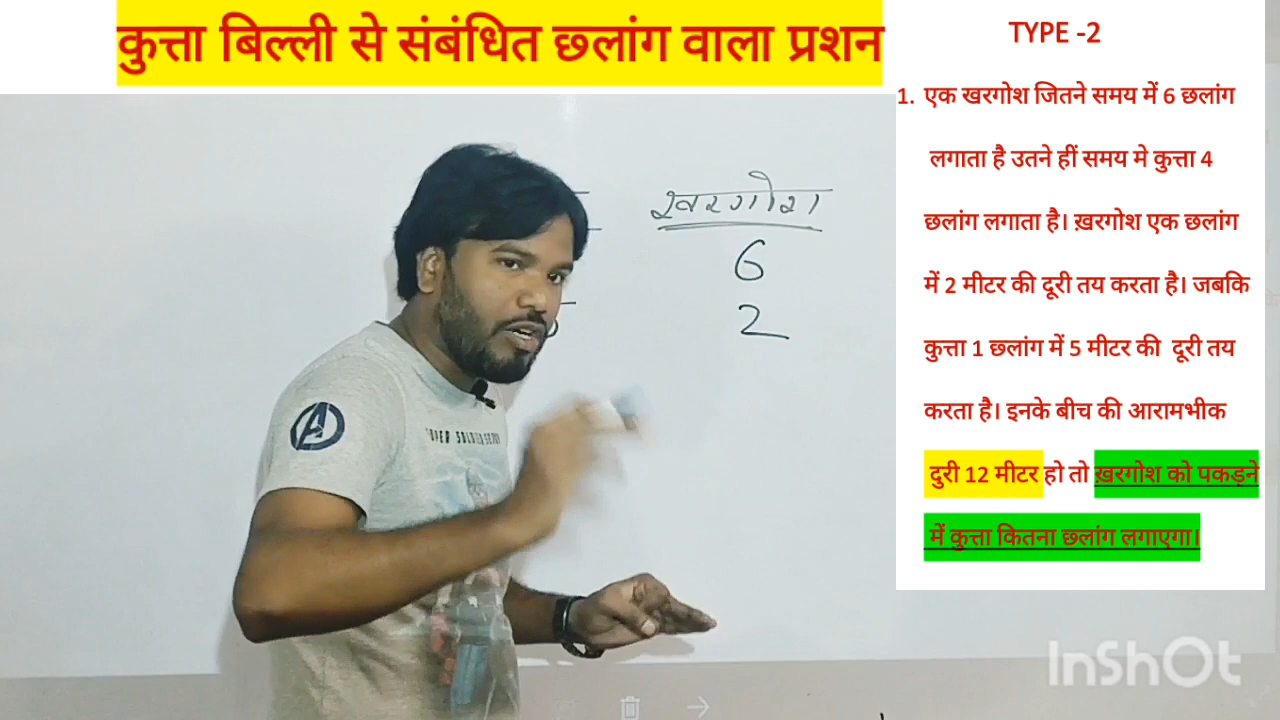 कुत्ता बिल्ली से संबंधित छलांग वाला प्रशन
TYPE -2
1. एक खरगोश जितने समय में 6 छलांग
लगाता है उतने हीं समय मे कुत्ता 4
छलांग लगाता है। ख़रगोश एक छलांग
में 2 मीटर की दूरी तय करता है। जबकि
कुत्ता 1 छलांग में 5 मीटर की दूरी तय
करता है। इनके बीच की आरामभीक
दुरी 12 मीटर हो तो ख़रगोश को पकड़ने
में कुत्ता कितना छलांग लगाएगा।
खरगोश
6
2
InShOt